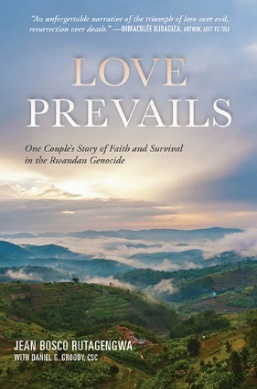 "An unforgettable narrative of the triumph of love over evil,
resurrection over death." —IMMACULÉE ILIBAGIZA, AUTHOR, LEFT TO TELL
LOVE
PREVAILS
One Couple's Story of Faith and Survival
in the Rwandan Genocide
JEAN BOSCO RUTAGENGWA
WITH DANIEL G. GROODY, CSC